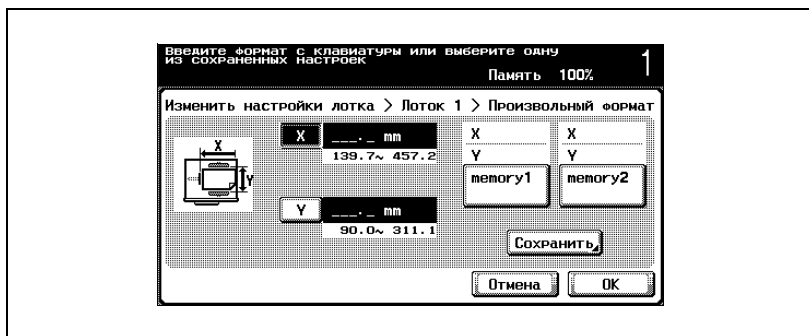 Введите формат с клавиатуры или выберите одну
из сохраненных настроек
Память 100% 1
Изменить настройки лотка > Лоток 1 > Произвольный формат
X ___._ mm X X
139.7~ 457.2 Y Y
X
Y
memory1 memory2
Y ___._ mm
90.0~ 311.1
Сохранить
Отмена OK